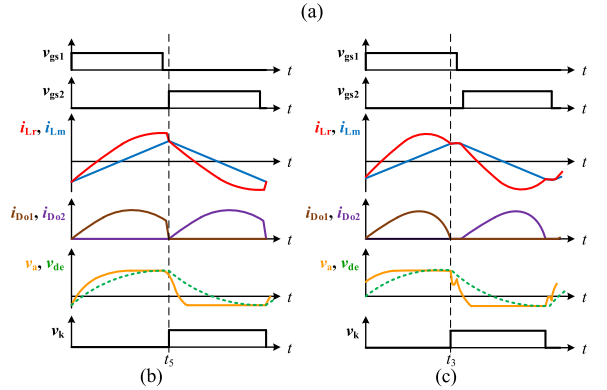 (a)
vgs1 t vgs1 t
vgs2 t vgs2 t
iLr, iLm t iLr, iLm t
iDo1, iDo2 t iDo1, iDo2 t
va, vde t va, vde t
vk t vk t
t5 t3
(b) (c)